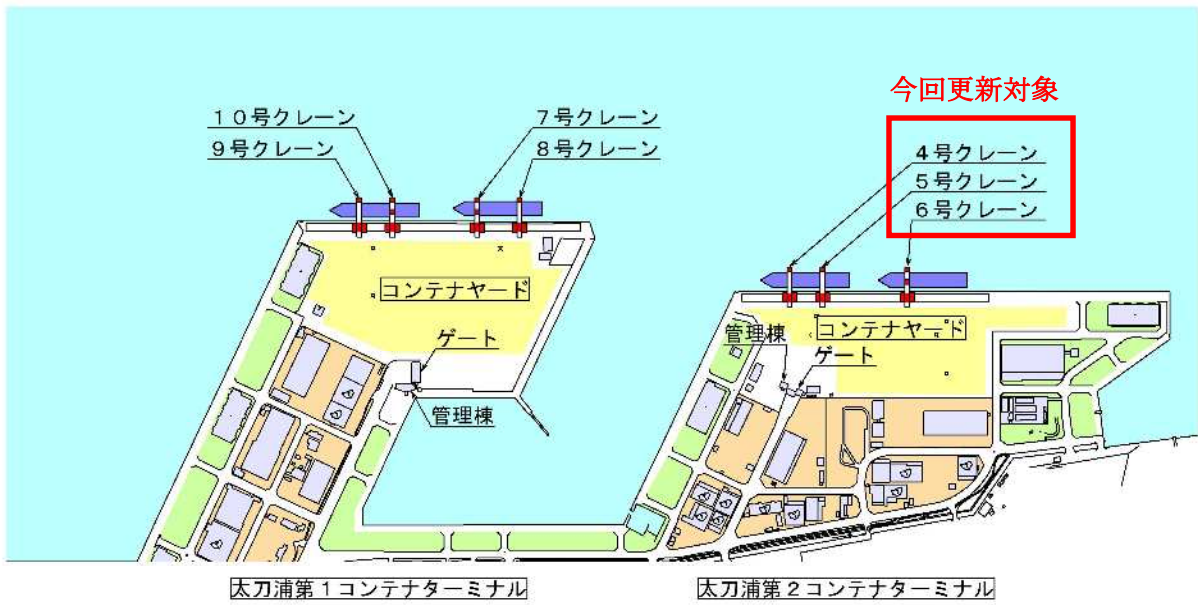 今回更新対象
10号クレーン
9号クレーン
7号クレーン
8号クレーン
4号クレーン
5号クレーン
6号クレーン
コンテナヤード
ゲート
管理棟
コンテナヤード
管理棟
ゲート
太刀浦第1コンテナターミナル
太刀浦第2コンテナターミナル